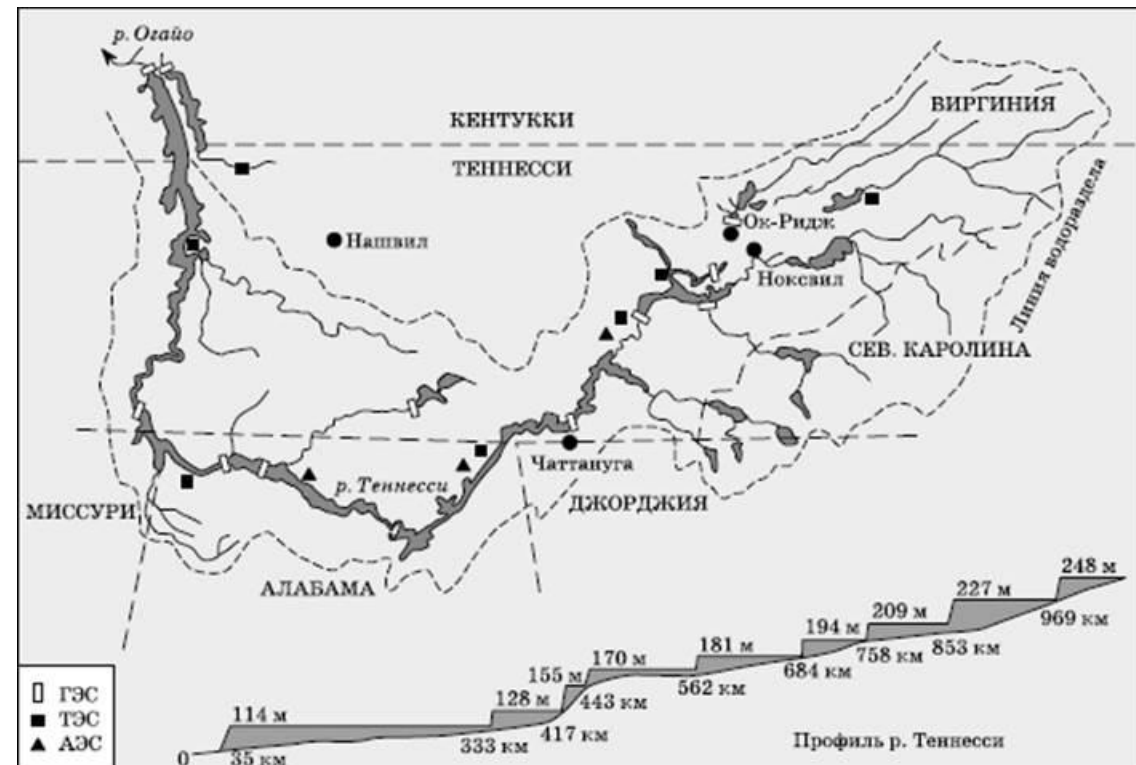 р. Огайо
ВИРГИНИЯ
КЕНТУККИ
ТЕННЕССИ
Линия водораздела
Ок-Ридж
Нашвил
Ноксвил
СЕВ. КАРОЛИНА
Чаттануга
р. Теннесси
ДЖОРДЖИЯ
МИССУРИ
АЛАБАМА
248 м
227 м
209 м
194 м
181 м
170 м
155 м
128 м
114 м
969 км
853 км
758 км
684 км
562 км
443 км
417 км
333 км
35 км
0
Профиль р. Теннесси
ГЭС
ТЭС
АЭС